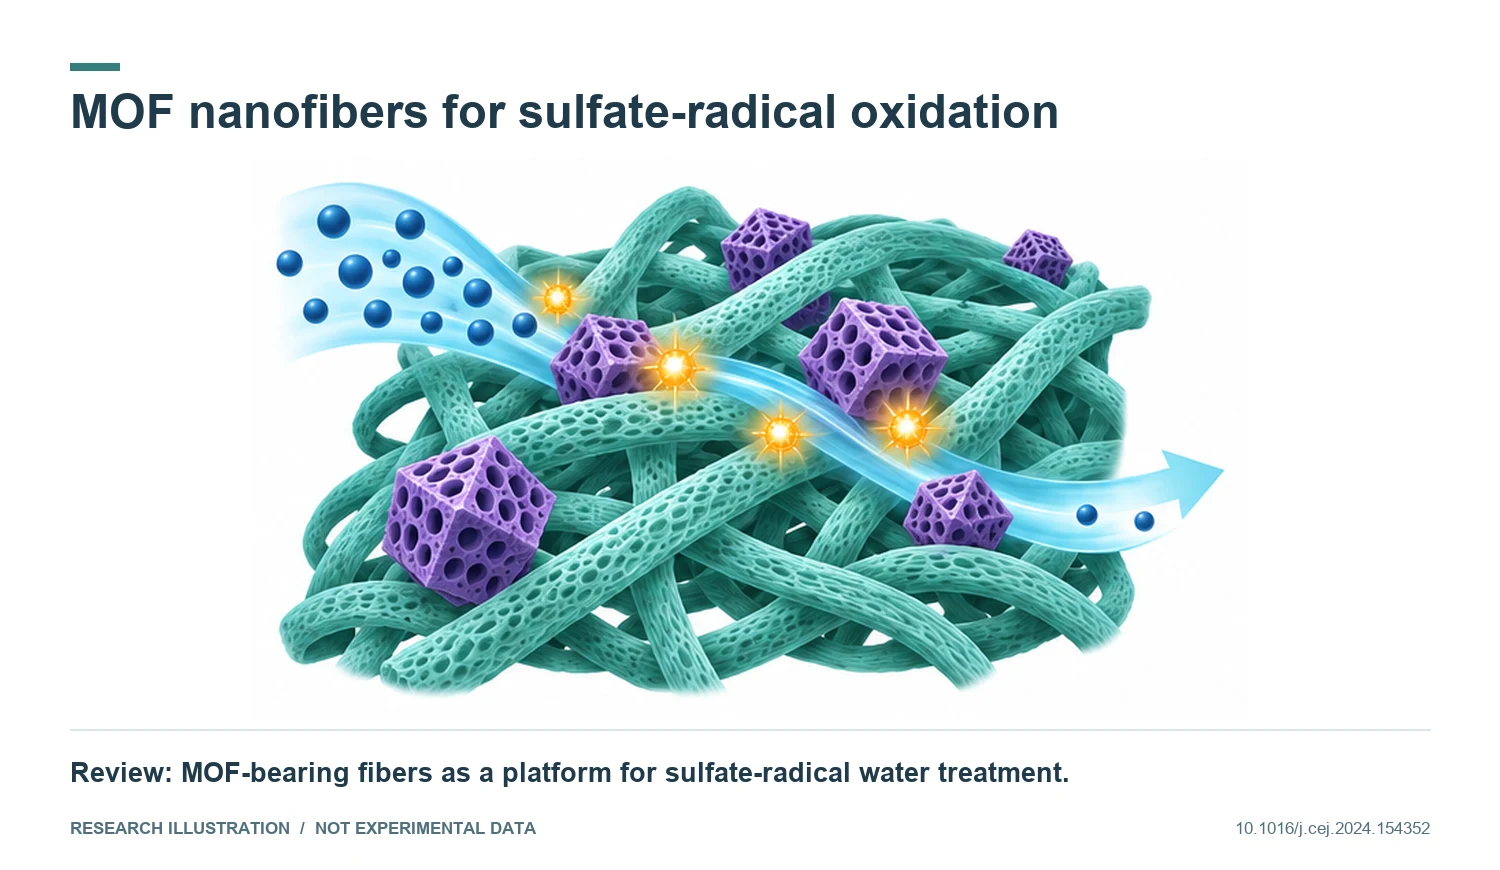 MOF nanofibers for sulfate-radical oxidation
Review: MOF-bearing fibers as a platform for sulfate-radical water treatment.
RESEARCH ILLUSTRATION / NOT EXPERIMENTAL DATA
10.1016/j.cej.2024.154352